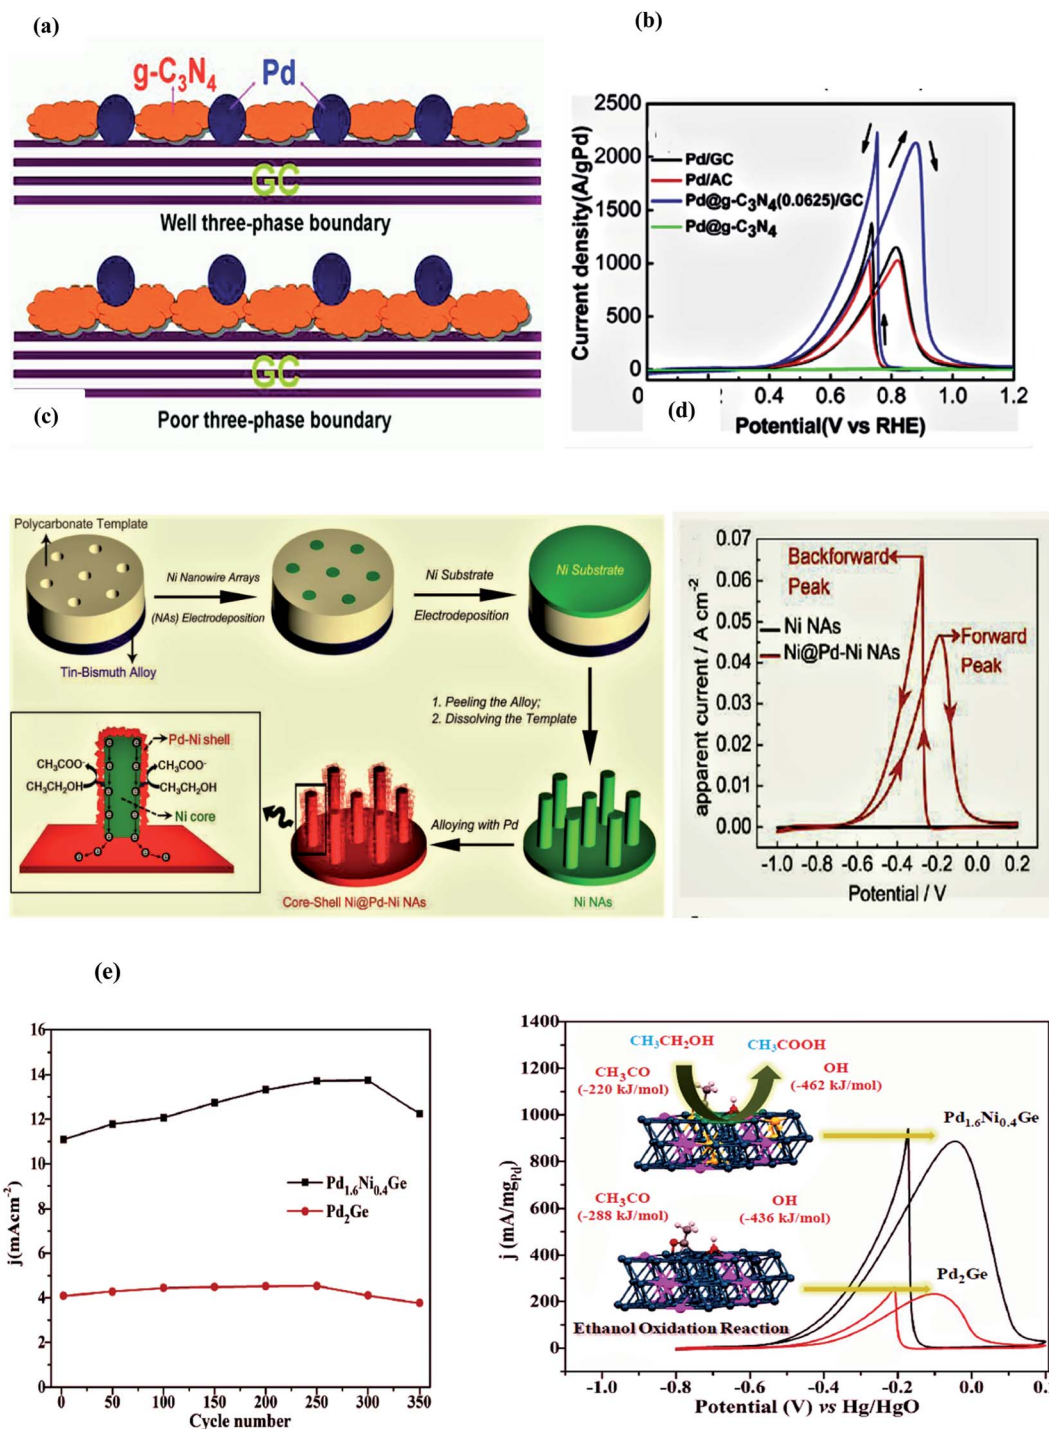 (a)
g-C₃N₄ Pd
GC
Well three-phase boundary
GC
Poor three-phase boundary
(b)
2500
2000
1500
1000
500
0
Current density(A/gPd)
Pd/GC
Pd/AC
Pd@g-C₃N₄(0.0625)/GC
Pd@g-C₃N₄
0.2 0.4 0.6 0.8 1.0 1.2
Potential(V vs RHE)
(c)
Polycarbonate Template
Tin-Bismuth Alloy
Ni Nanowire Arrays
(NAs) Electrodeposition
Ni Substrate
Electrodeposition
Ni Substrate
1. Peeling the Alloy;
2. Dissolving the Template
Ni NAs
Alloying with Pd
Core-Shell Ni@Pd-Ni NAs
Pd-Ni shell
CH₃COO⁻
CH₃CH₂OH
CH₃COO⁻
CH₃CH₂OH
Ni core
(d)
0.07
0.06
0.05
0.04
0.03
0.02
0.01
0.00
apparent current / A cm⁻²
Backforward
Peak
Ni NAs
Ni@Pd-Ni NAs
Forward
Peak
-1.0 -0.8 -0.6 -0.4 -0.2 0.0 0.2
Potential / V
(e)
16
14
12
10
8
6
4
2
0
j(mAcm⁻²)
Pd₁.₆Ni₀.₄Ge
Pd₂Ge
0 50 100 150 200 250 300 350
Cycle number
1400
1200
1000
800
600
400
200
0
j (mA/mg_Pd)
CH₃CH₂OH CH₃COOH
CH₃CO
(-220 kJ/mol)
OH
(-462 kJ/mol)
Pd₁.₆Ni₀.₄Ge
CH₃CO
(-288 kJ/mol)
OH
(-436 kJ/mol)
Pd₂Ge
Ethanol Oxidation Reaction
-1.0 -0.8 -0.6 -0.4 -0.2 0.0
Potential (V) vs Hg/HgO